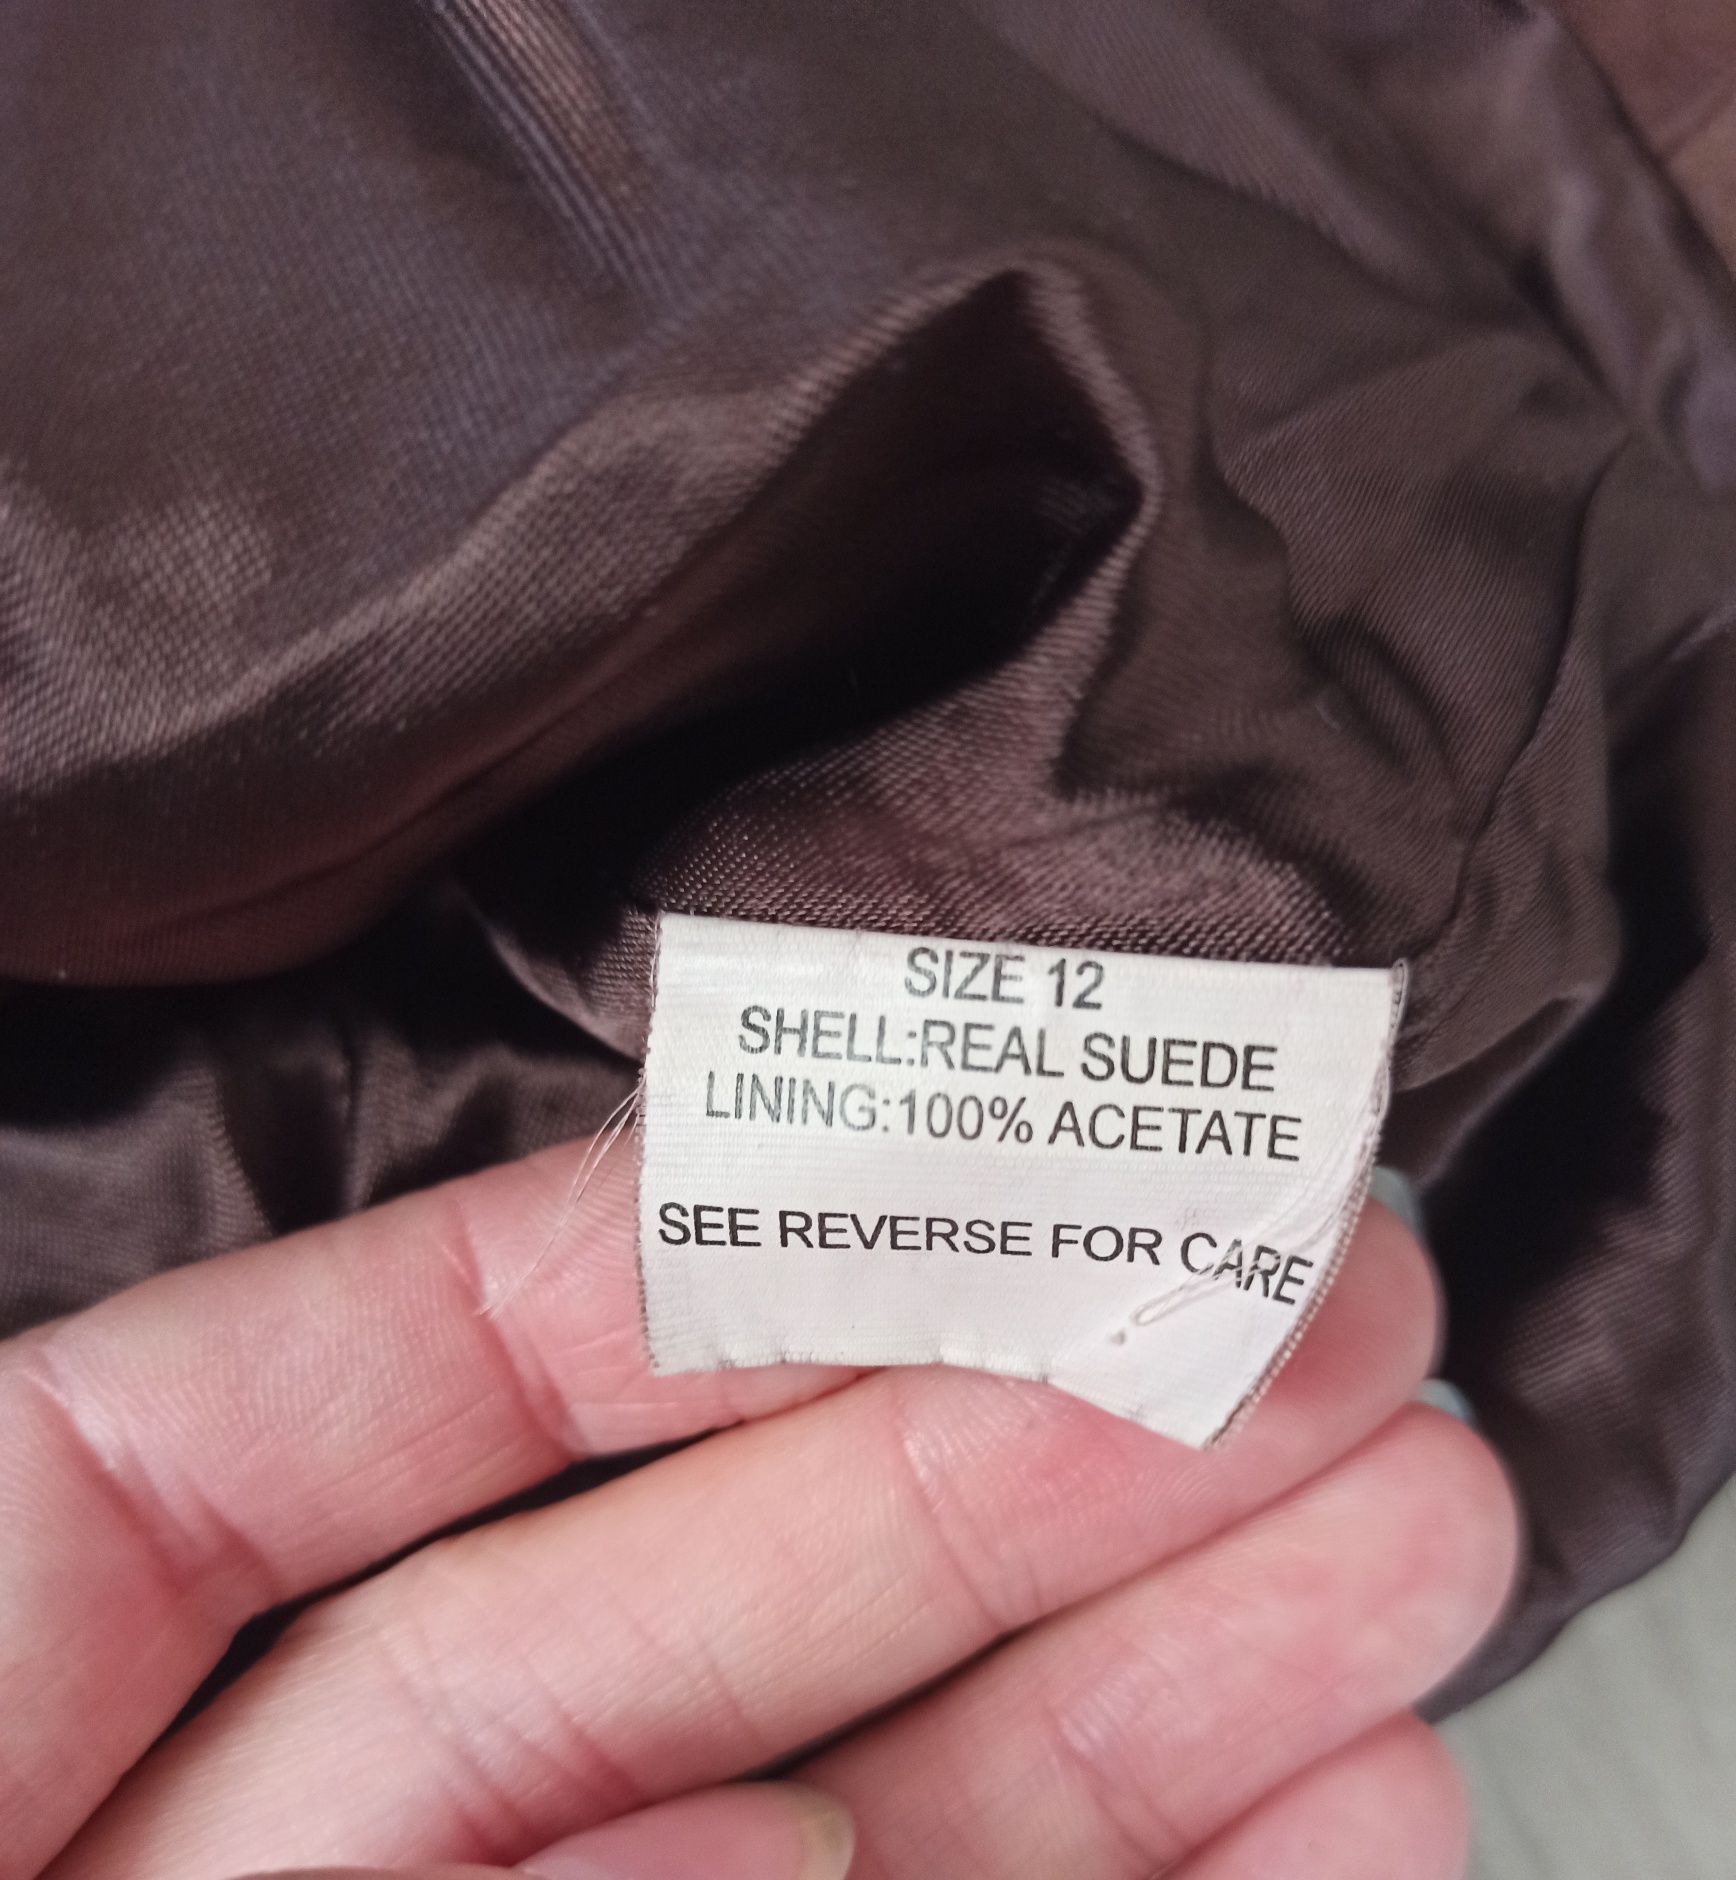 SIZE 12
SHELL:REAL SUEDE
LINING:100% ACETATE
SEE REVERSE FOR CARE